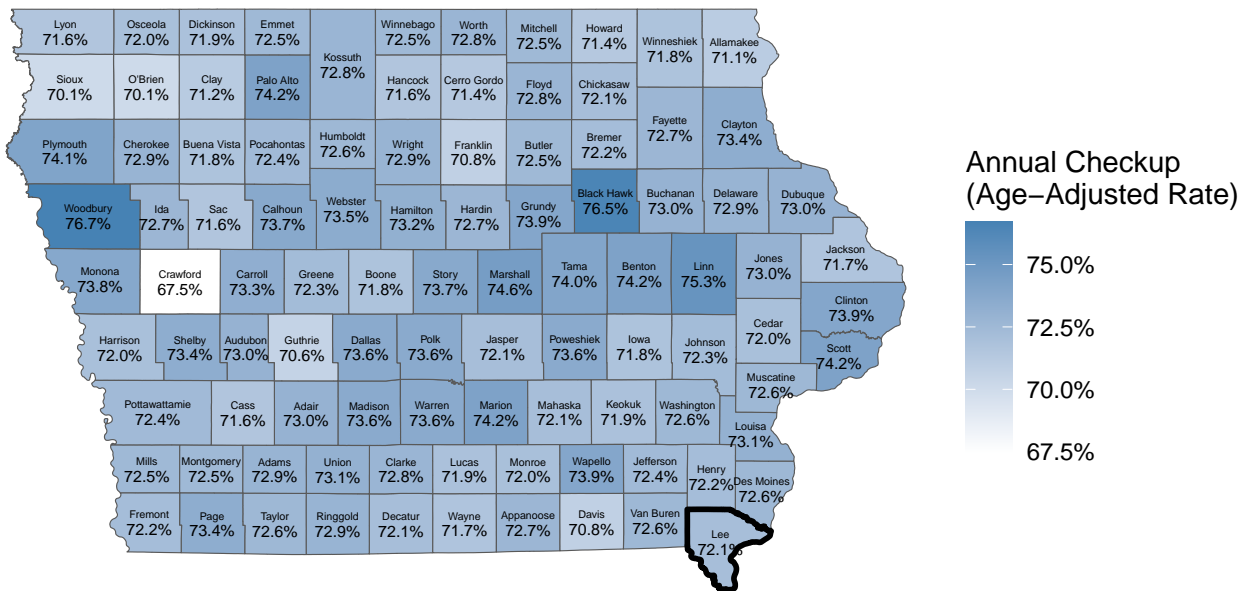 Lyon
71.6%
Osceola
72.0%
Dickinson
71.9%
Emmet
72.5%
Kossuth
72.8%
Winnebago
72.5%
Worth
72.8%
Mitchell
72.5%
Howard
71.4%
Winneshiek
71.8%
Allamakee
71.1%
Sioux
70.1%
O'Brien
70.1%
Clay
71.2%
Palo Alto
74.2%
Hancock
71.6%
Cerro Gordo
71.4%
Floyd
72.8%
Chickasaw
72.1%
Fayette
72.7%
Clayton
73.4%
Plymouth
74.1%
Cherokee
72.9%
Buena Vista
71.8%
Pocahontas
72.4%
Humboldt
72.6%
Wright
72.9%
Franklin
70.8%
Butler
72.5%
Bremer
72.2%
Woodbury
76.7%
Ida
72.7%
Sac
71.6%
Calhoun
73.7%
Webster
73.5%
Hamilton
73.2%
Hardin
72.7%
Grundy
73.9%
Black Hawk
76.5%
Buchanan
73.0%
Delaware
72.9%
Dubuque
73.0%
Monona
73.8%
Crawford
67.5%
Carroll
73.3%
Greene
72.3%
Boone
71.8%
Story
73.7%
Marshall
74.6%
Tama
74.0%
Benton
74.2%
Linn
75.3%
Jones
73.0%
Jackson
71.7%
Clinton
73.9%
Harrison
72.0%
Shelby
73.4%
Audubon
73.0%
Guthrie
70.6%
Dallas
73.6%
Polk
73.6%
Jasper
72.1%
Poweshiek
73.6%
Iowa
71.8%
Johnson
72.3%
Cedar
72.0%
Scott
74.2%
Muscatine
72.6%
Pottawattamie
72.4%
Cass
71.6%
Adair
73.0%
Madison
73.6%
Warren
73.6%
Marion
74.2%
Mahaska
72.1%
Keokuk
71.9%
Washington
72.6%
Louisa
73.1%
Mills
72.5%
Montgomery
72.5%
Adams
72.9%
Union
73.1%
Clarke
72.8%
Lucas
71.9%
Monroe
72.0%
Wapello
73.9%
Jefferson
72.4%
Henry
72.2%
Des Moines
72.6%
Fremont
72.2%
Page
73.4%
Taylor
72.6%
Ringgold
72.9%
Decatur
72.1%
Wayne
71.7%
Appanoose
72.7%
Davis
70.8%
Van Buren
72.6%
Lee
72.1%
Annual Checkup
(Age−Adjusted Rate)
75.0%
72.5%
70.0%
67.5%